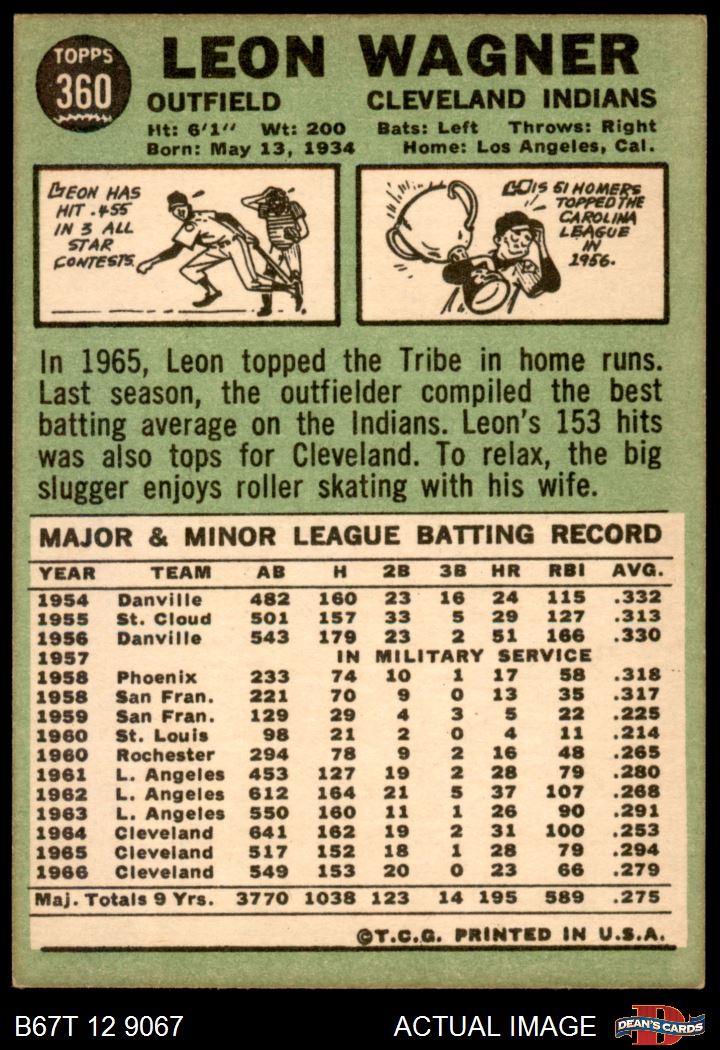 TOPPS
360
LEON WAGNER
OUTFIELD CLEVELAND INDIANS
Ht: 6'1" Wt: 200 Bats: Left Throws: Right
Born: May 13, 1934 Home: Los Angeles, Cal.
LEON HAS
HIT .455
IN 3 ALL
STAR
CONTESTS.
HIS 51 HOMERS
TOPPED THE
CAROLINA
LEAGUE
IN
1956.
In 1965, Leon topped the Tribe in home runs.
Last season, the outfielder compiled the best
batting average on the Indians. Leon's 153 hits
was also tops for Cleveland. To relax, the big
slugger enjoys roller skating with his wife.
MAJOR & MINOR LEAGUE BATTING RECORD
YEAR TEAM AB H 2B 3B HR RBI AVG.
1954 Danville 482 160 23 16 24 115 .332
1955 St. Cloud 501 157 33 5 29 127 .313
1956 Danville 543 179 23 2 51 166 .330
1957 IN MILITARY SERVICE
1958 Phoenix 233 74 10 1 17 58 .318
1958 San Fran. 221 70 9 0 13 35 .317
1959 San Fran. 129 29 4 3 5 22 .225
1960 St. Louis 98 21 2 0 4 11 .214
1960 Rochester 294 78 9 2 16 48 .265
1961 L. Angeles 453 127 19 2 28 79 .280
1962 L. Angeles 612 164 21 5 37 107 .268
1963 L. Angeles 550 160 11 1 26 90 .291
1964 Cleveland 641 162 19 2 31 100 .253
1965 Cleveland 517 152 18 1 28 79 .294
1966 Cleveland 549 153 20 0 23 66 .279
Maj. Totals 9 Yrs. 3770 1038 123 14 195 589 .275
©T.C.G. PRINTED IN U.S.A.
B67T 12 9067 ACTUAL IMAGE DEAN'S CARDS